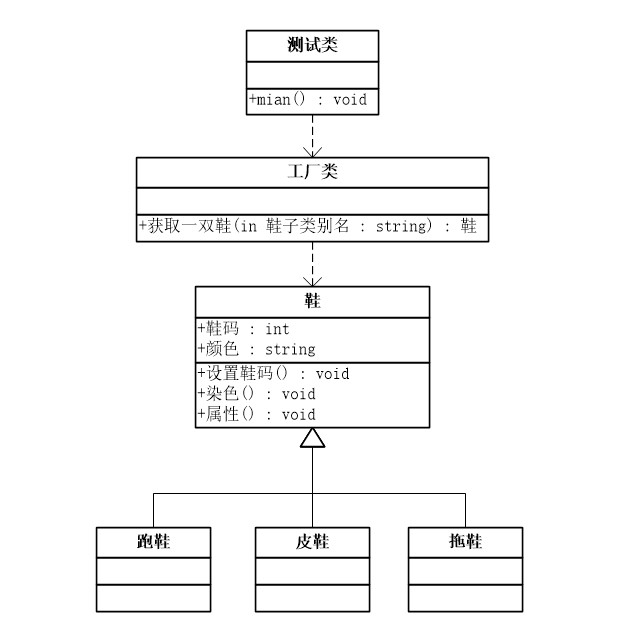 测试类
+mian() : void
工厂类
+获取一双鞋(in 鞋子类别名 : string) : 鞋
鞋
+鞋码 : int
+颜色 : string
+设置鞋码() : void
+染色() : void
+属性() : void
跑鞋
皮鞋
拖鞋